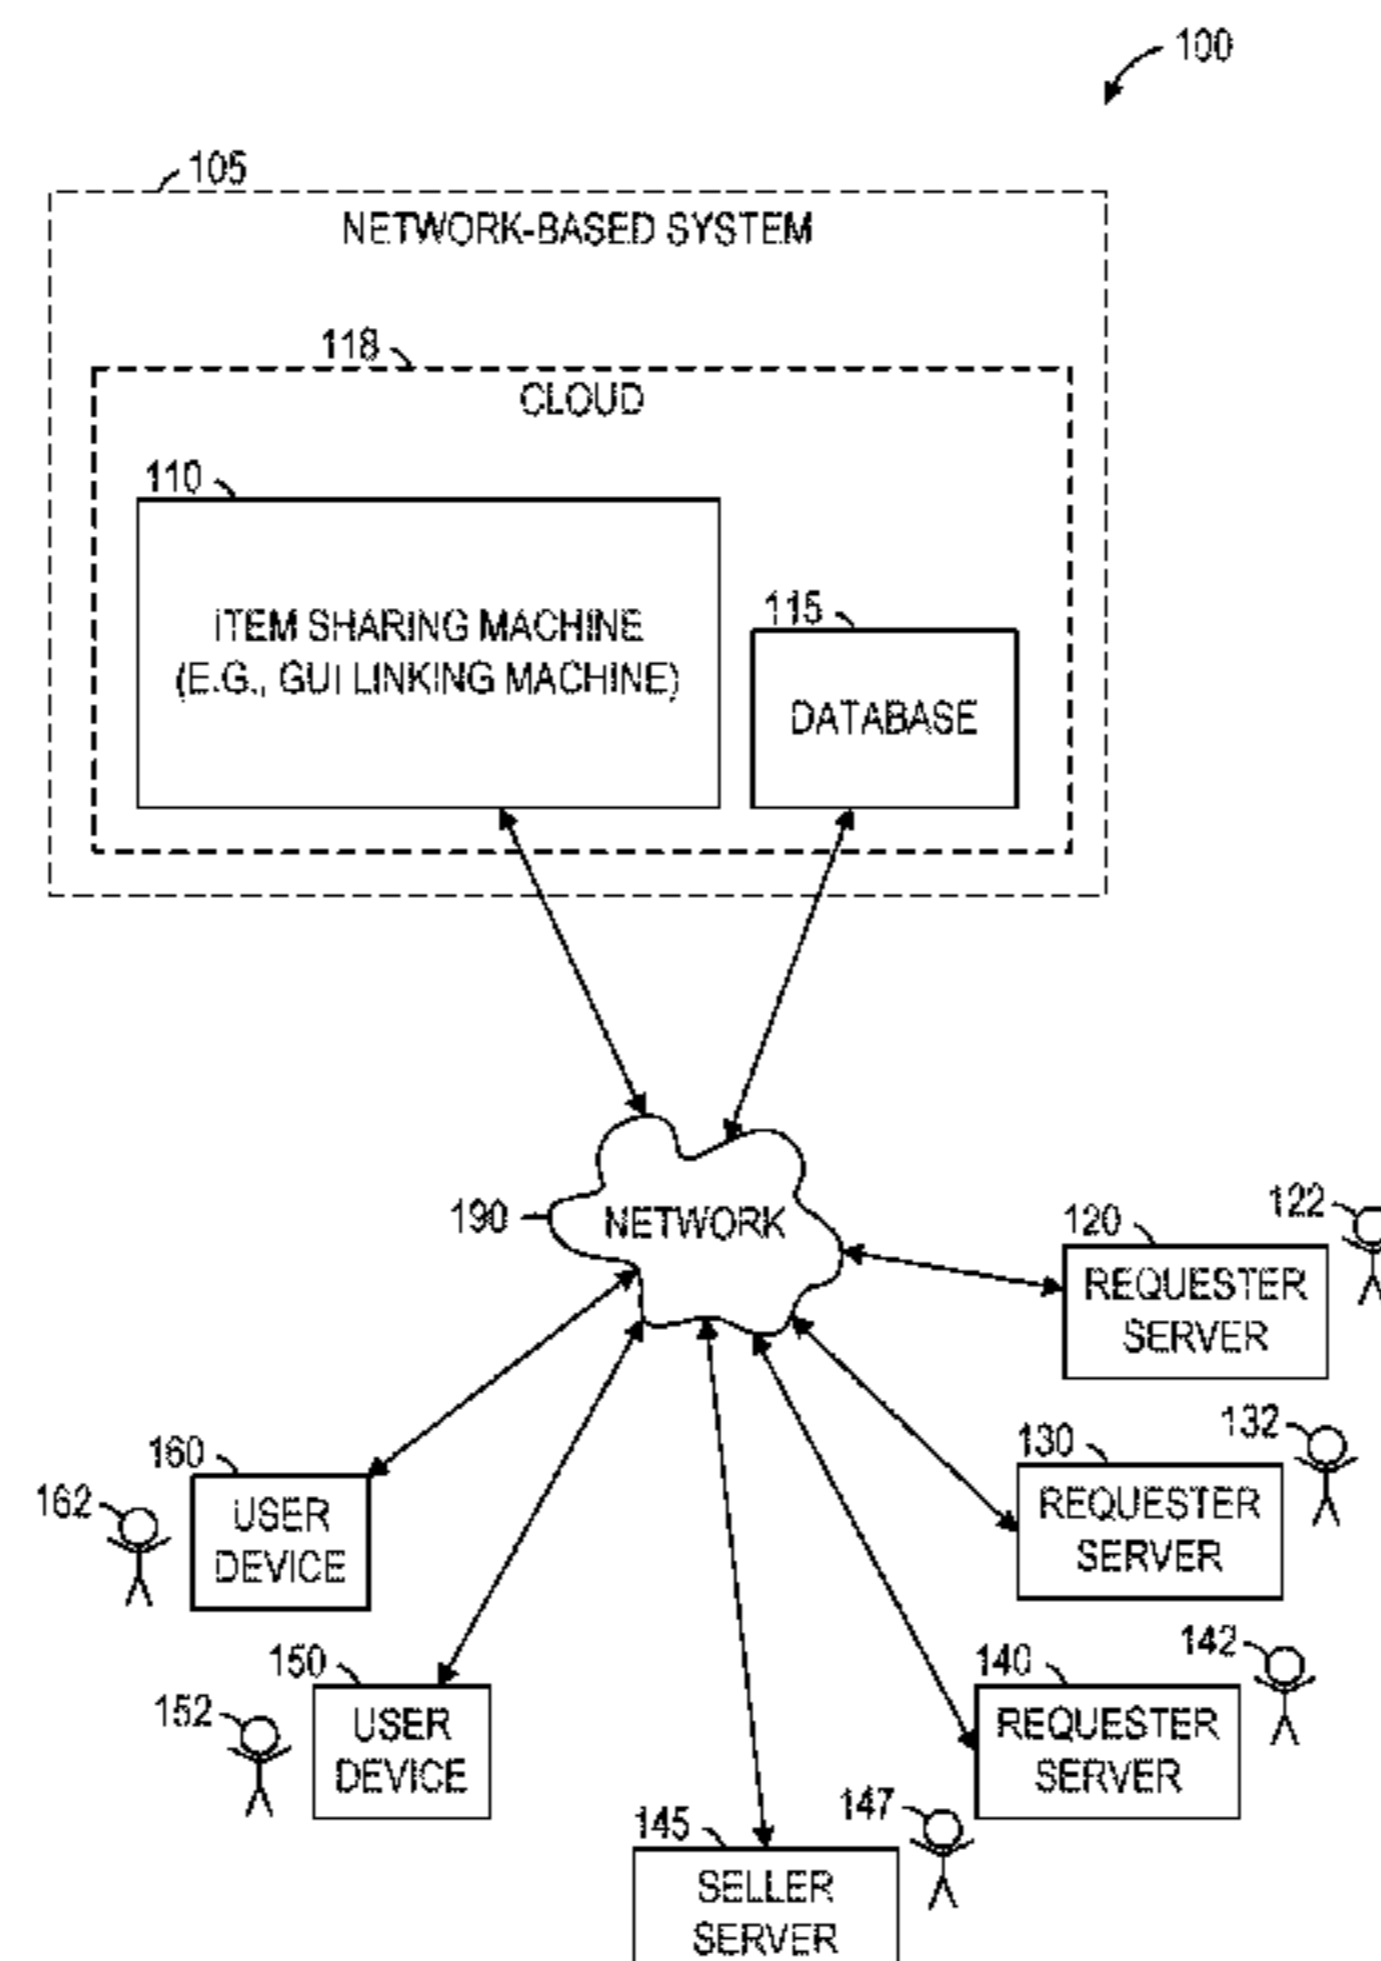 100
105
NETWORK-BASED SYSTEM
118
CLOUD
110
ITEM SHARING MACHINE
(E.G., GUI LINKING MACHINE)
115
DATABASE
190
NETWORK
120
122
REQUESTER
SERVER
130
132
REQUESTER
SERVER
160
162
USER
DEVICE
140
142
REQUESTER
SERVER
150
152
USER
DEVICE
145
147
SELLER
SERVER